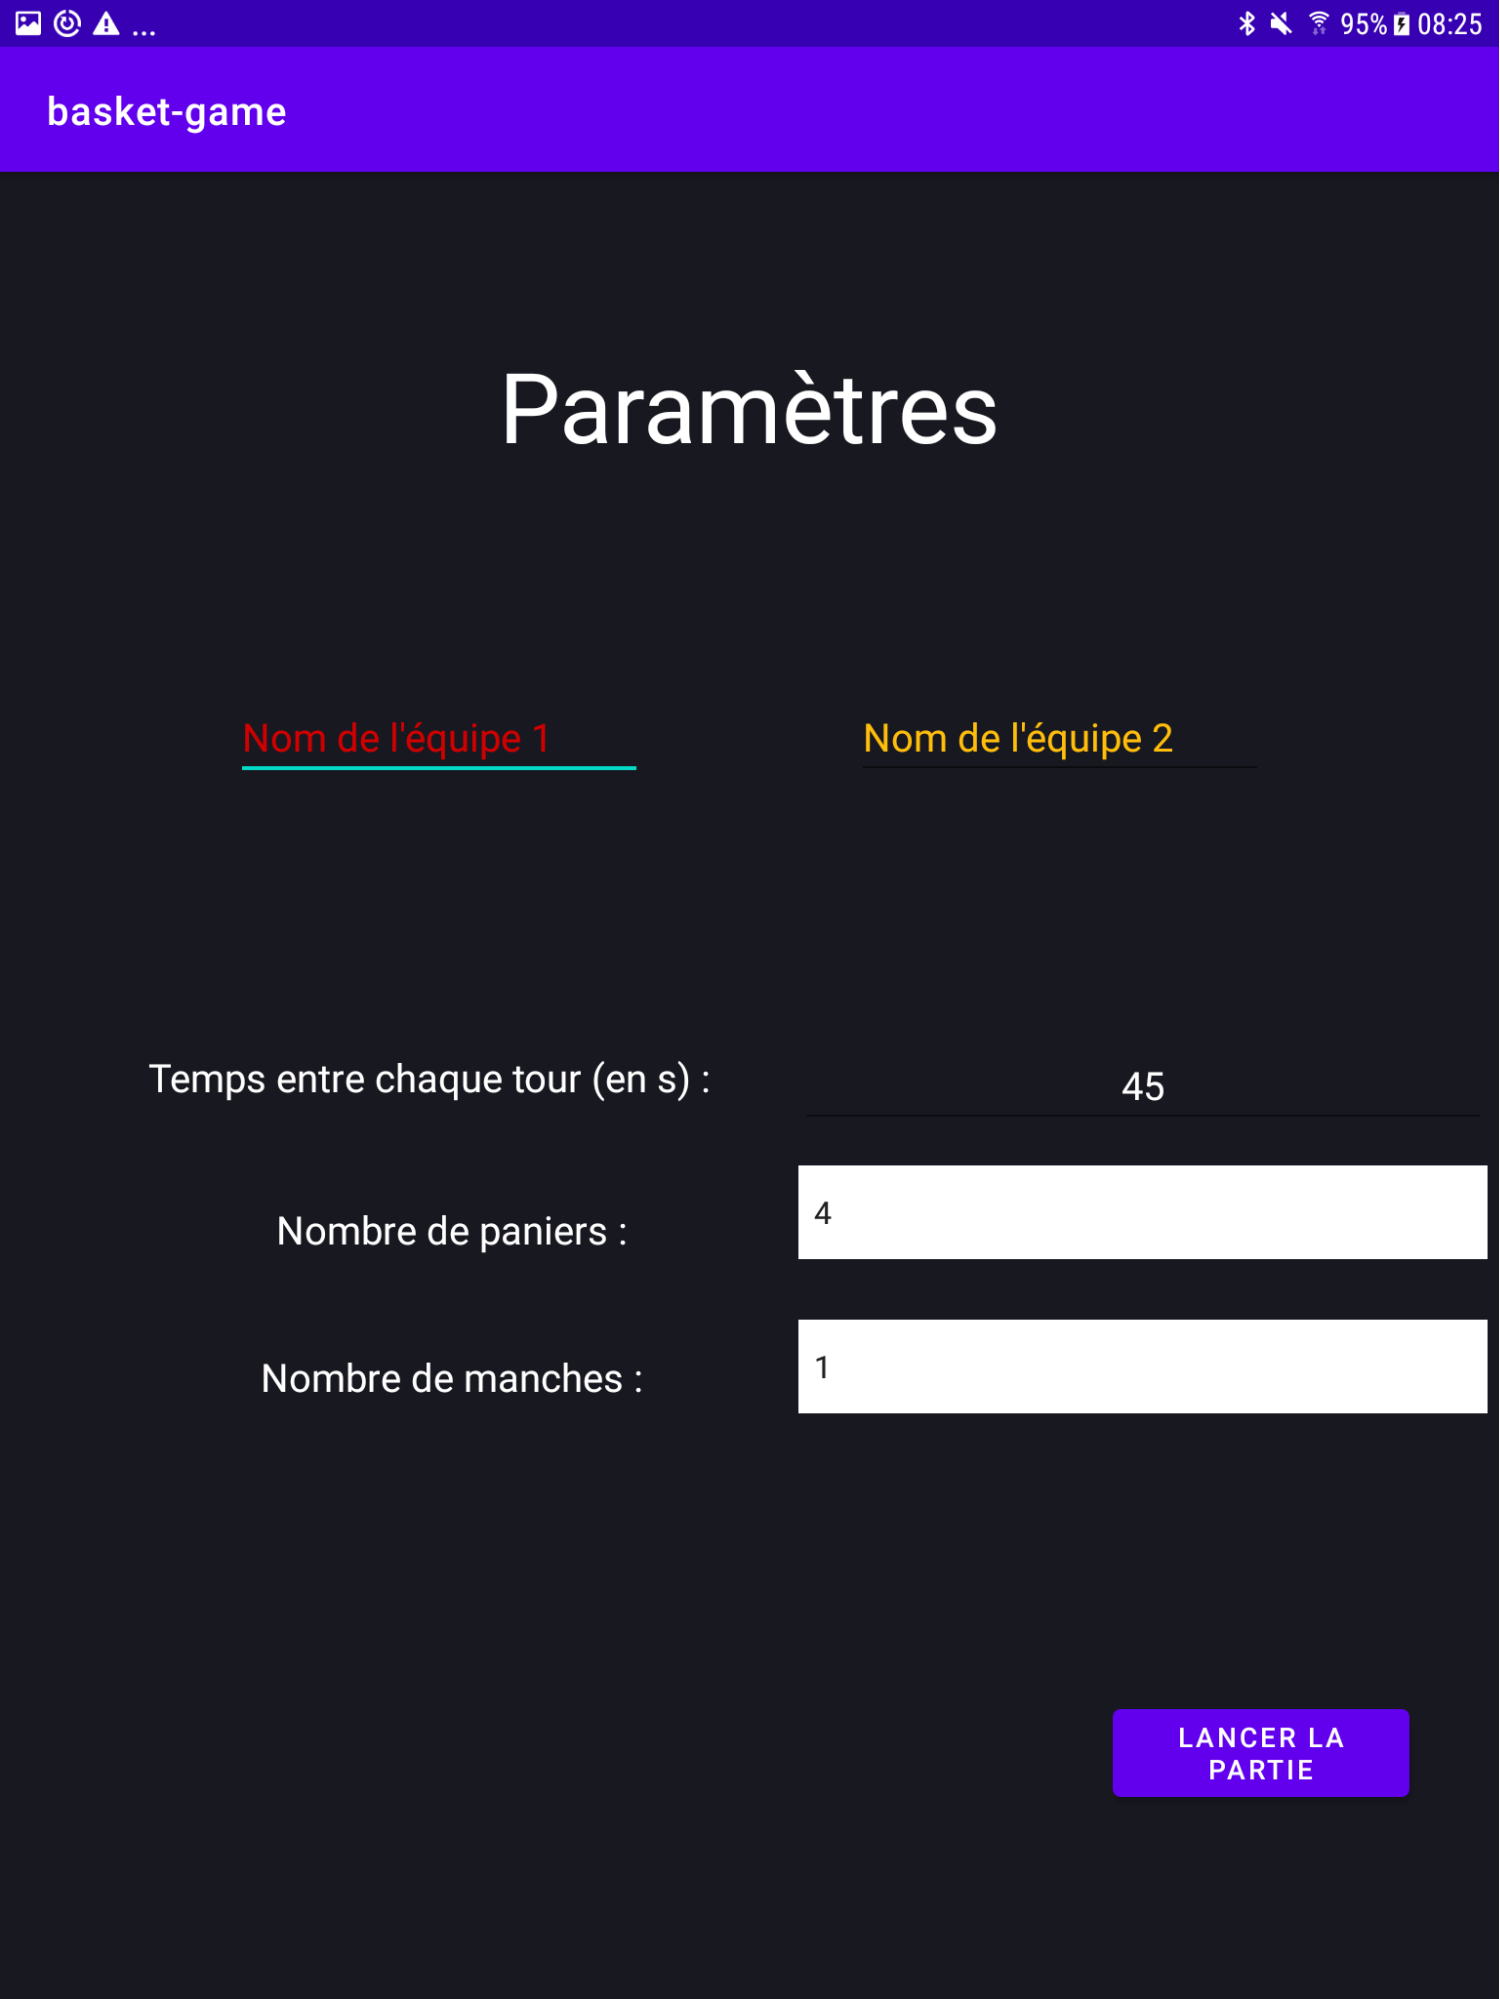 ... 95% 08:25
basket-game
Paramètres
Nom de l'équipe 1 Nom de l'équipe 2
Temps entre chaque tour (en s) : 45
Nombre de paniers : 4
Nombre de manches : 1
LANCER LA
PARTIE